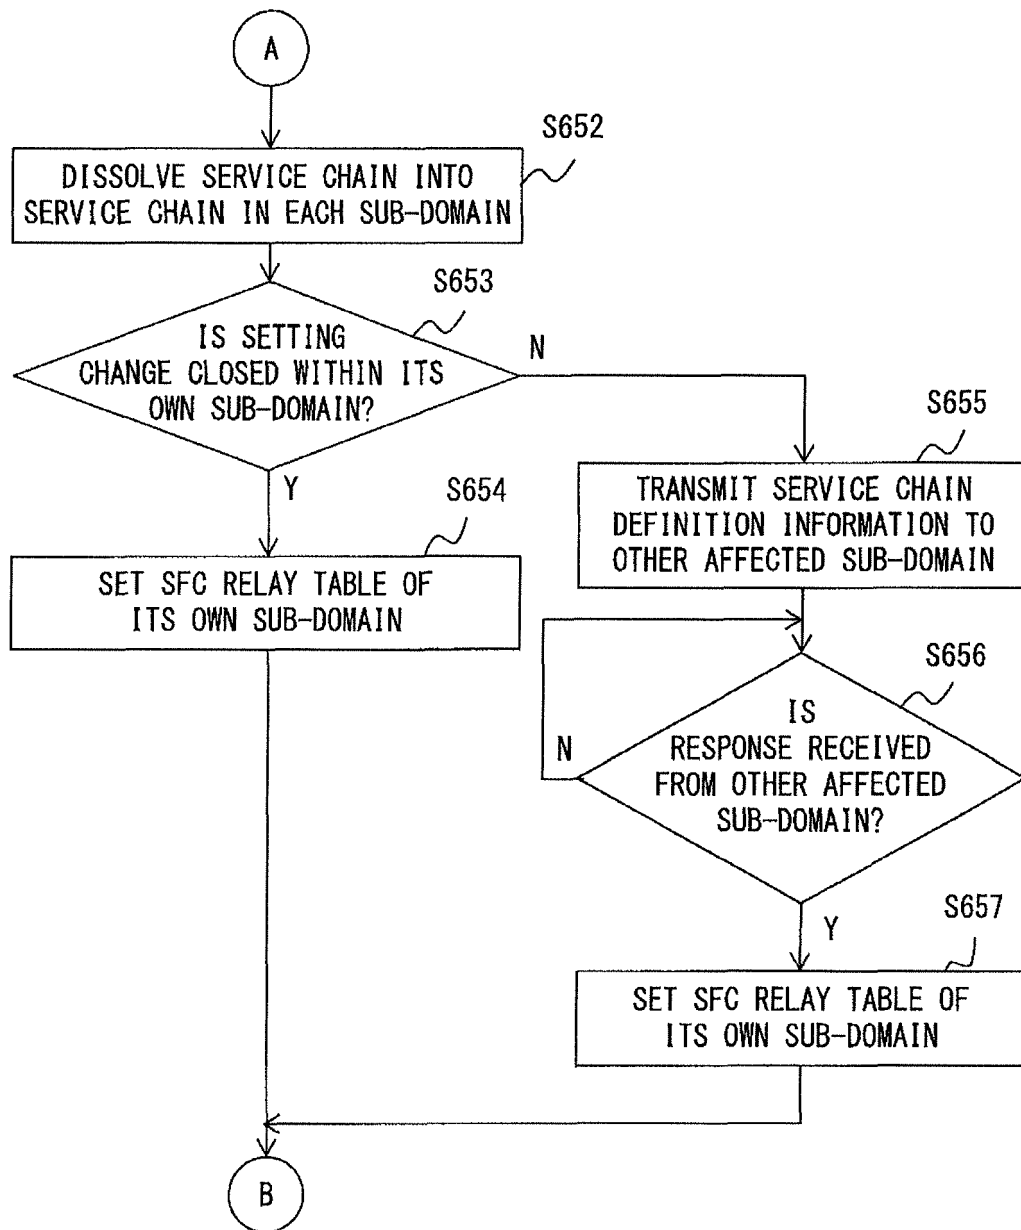 A
S652
DISSOLVE SERVICE CHAIN INTO
SERVICE CHAIN IN EACH SUB-DOMAIN
S653
IS SETTING
CHANGE CLOSED WITHIN ITS
OWN SUB-DOMAIN?
N
Y
S654
SET SFC RELAY TABLE OF
ITS OWN SUB-DOMAIN
S655
TRANSMIT SERVICE CHAIN
DEFINITION INFORMATION TO
OTHER AFFECTED SUB-DOMAIN
S656
IS
RESPONSE RECEIVED
FROM OTHER AFFECTED
SUB-DOMAIN?
N
Y
S657
SET SFC RELAY TABLE OF
ITS OWN SUB-DOMAIN
B